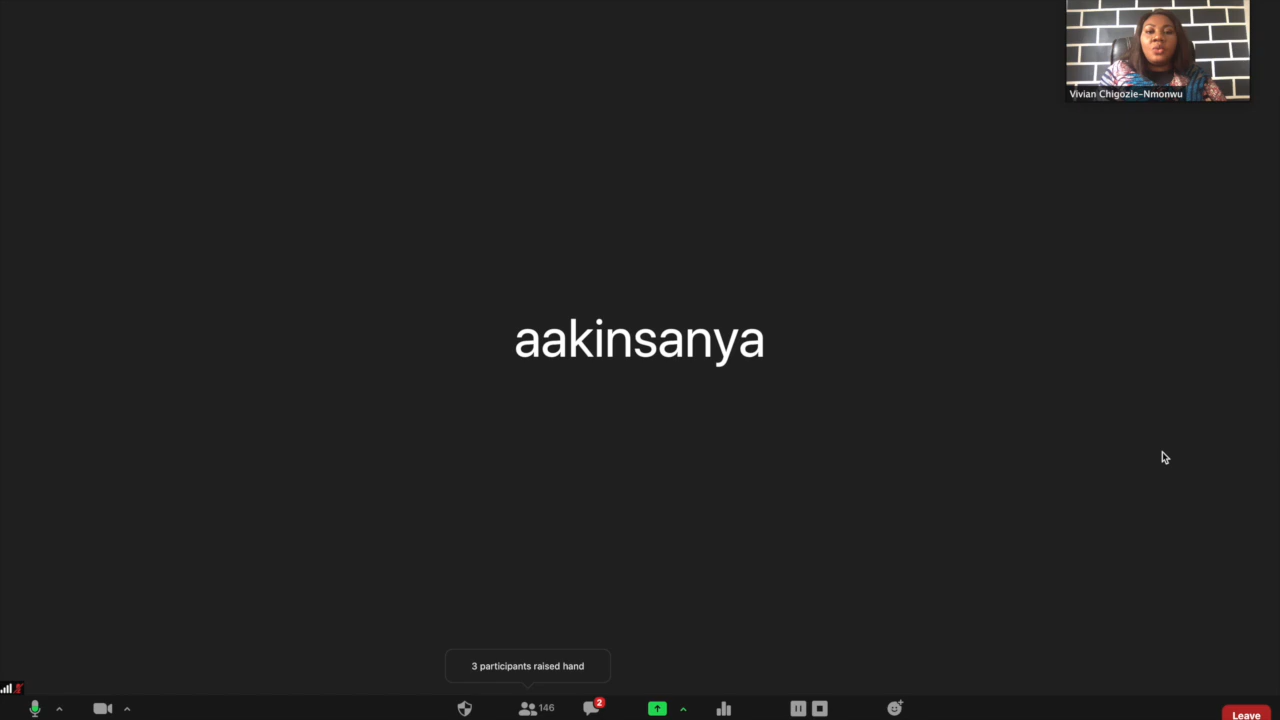 Vivian Chigozie-Nmonwu
aakinsanya
3 participants raised hand
146
2
Leave